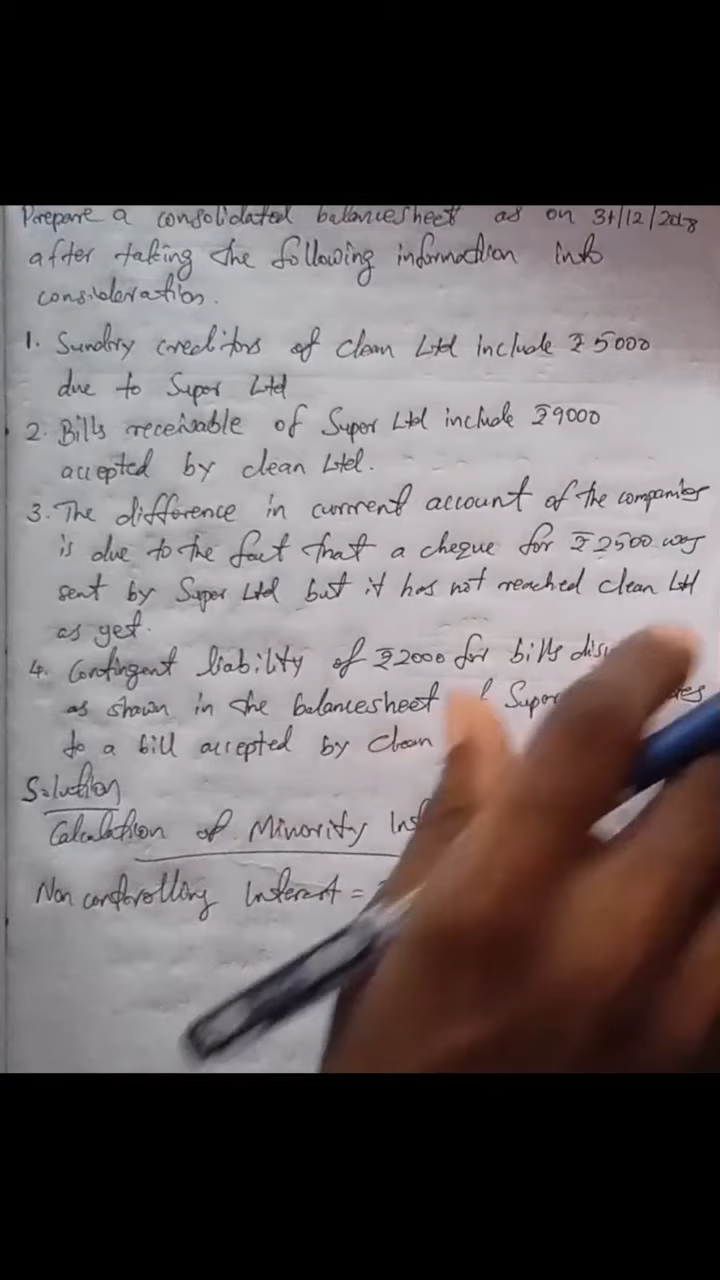 Prepare a consolidated balancesheet as on 31/12/2018
after taking the following information into
consideration.
1. Sundry creditors of clean Ltd include ₹5000
due to Super Ltd
2. Bills receivable of Super Ltd include ₹9000
accepted by clean Ltd.
3. The difference in current account of the companies
is due to the fact that a cheque for ₹2500 was
sent by Super Ltd but it has not reached clean Ltd
as yet.
4. Contingent liability of ₹2000 for bills
as shown in the balancesheet Super
to a bill accepted by Clean
Solution
Calculation of Minority
Non controlling Interest =